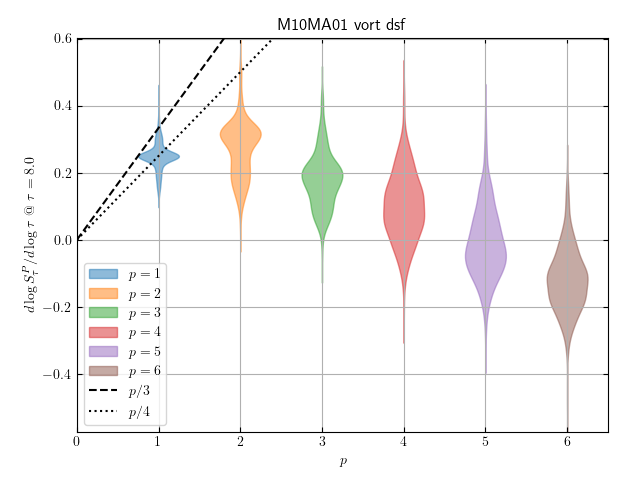 M10MA01 vort dsf
d log S_τ^P / d log τ @ τ = 8.0
0.6
0.4
0.2
0.0
−0.2
−0.4
p = 1
p = 2
p = 3
p = 4
p = 5
p = 6
p/3
p/4
0 1 2 3 4 5 6
p